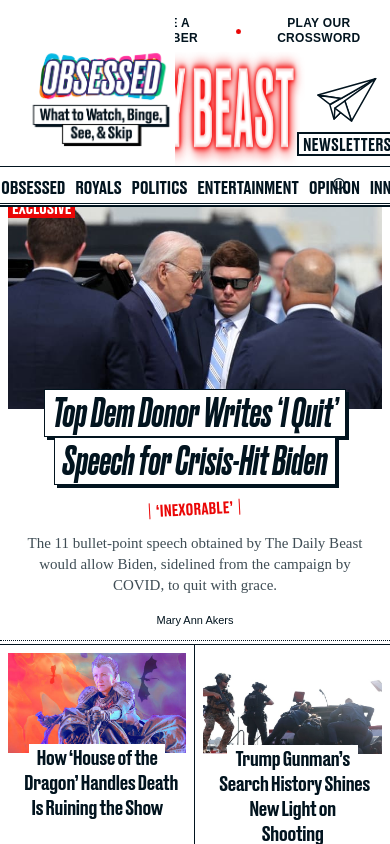 E A
BER
PLAY OUR
CROSSWORD
OBSESSED
What to Watch, Binge,
See, & Skip
Y BEAST
NEWSLETTERS
OBSESSED ROYALS POLITICS ENTERTAINMENT OPINION INN
EXCLUSIVE
Top Dem Donor Writes ‘I Quit’
Speech for Crisis-Hit Biden
‘INEXORABLE’
The 11 bullet-point speech obtained by The Daily Beast
would allow Biden, sidelined from the campaign by
COVID, to quit with grace.
Mary Ann Akers
How ‘House of the
Dragon’ Handles Death
Is Ruining the Show
Trump Gunman’s
Search History Shines
New Light on
Shooting